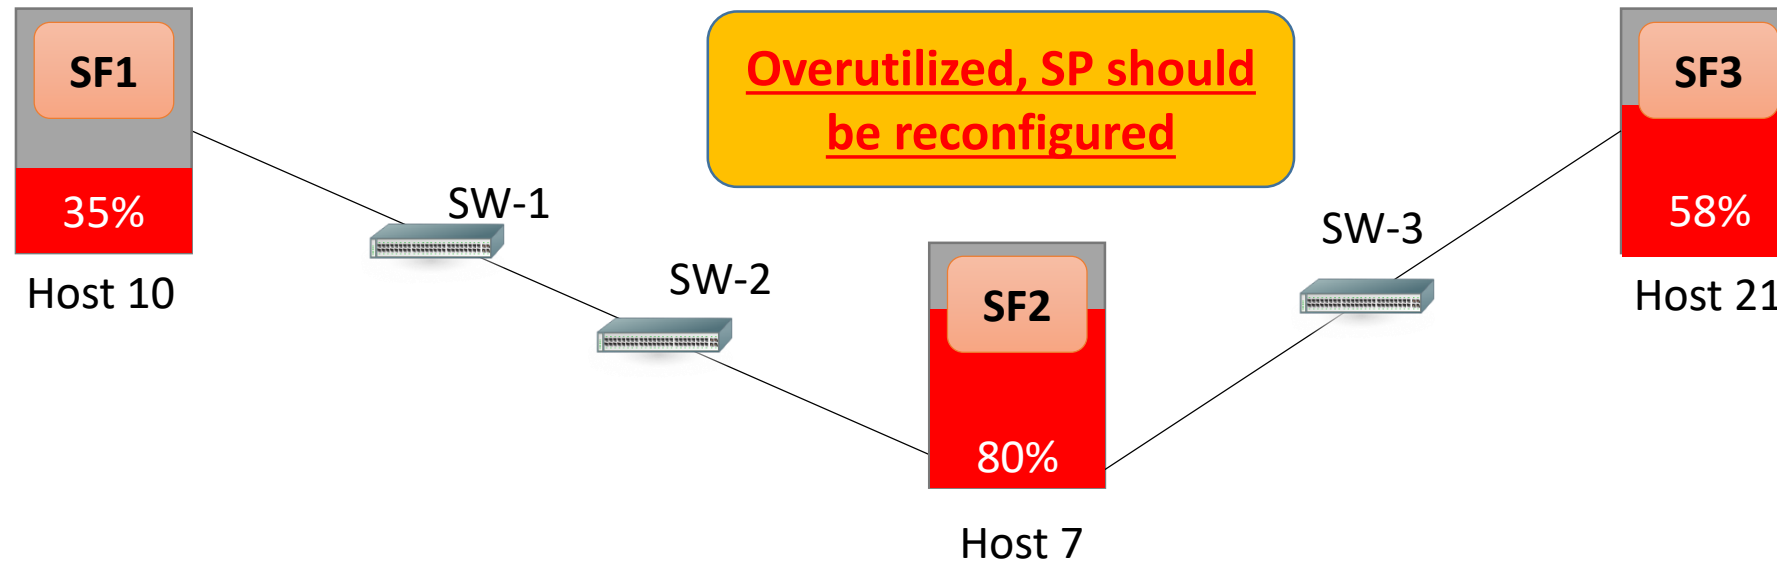 SF1
35%
Host 10
SW-1
SW-2
Overutilized, SP should
be reconfigured
SF2
80%
Host 7
SW-3
SF3
58%
Host 21